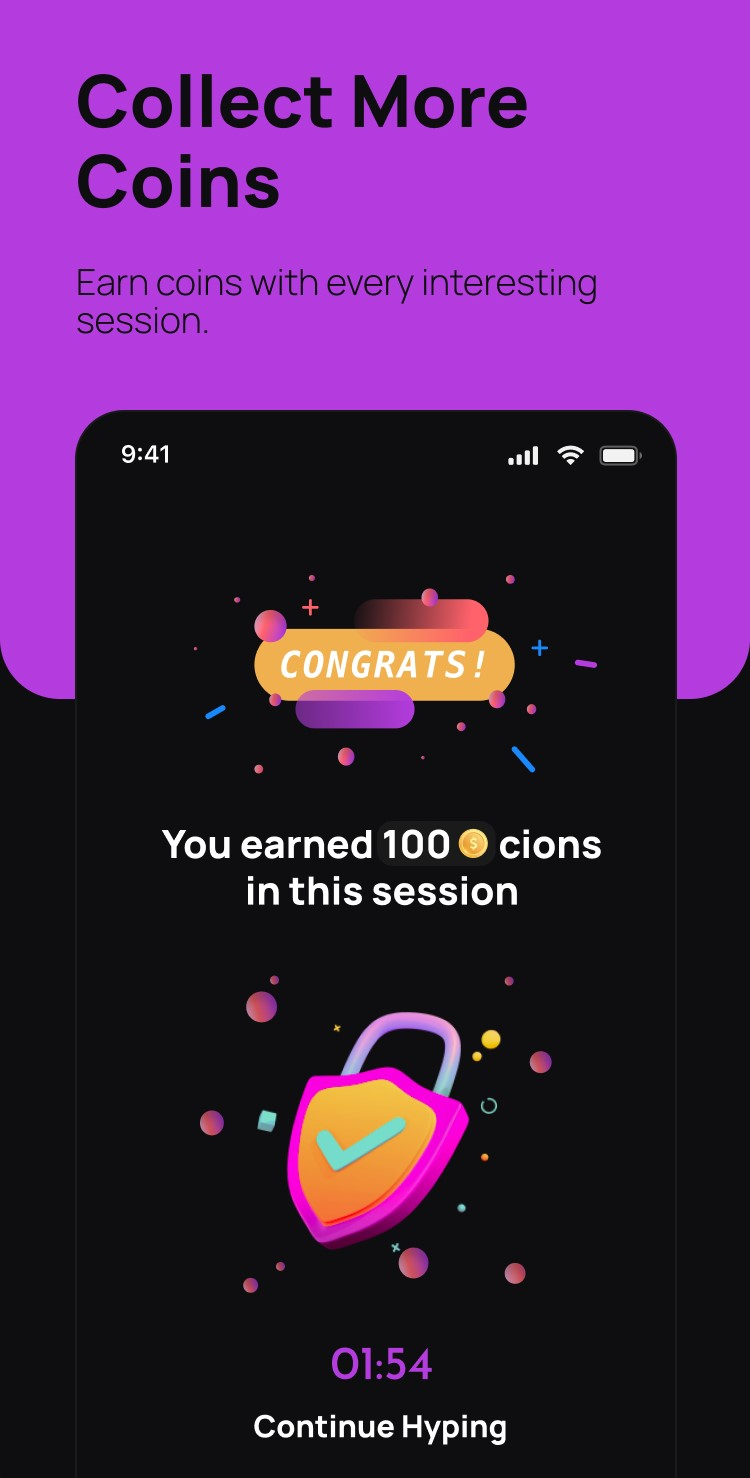 Collect More
Coins
Earn coins with every interesting
session.
9:41
CONGRATS!
You earned 100 $ cions
in this session
01:54
Continue Hyping